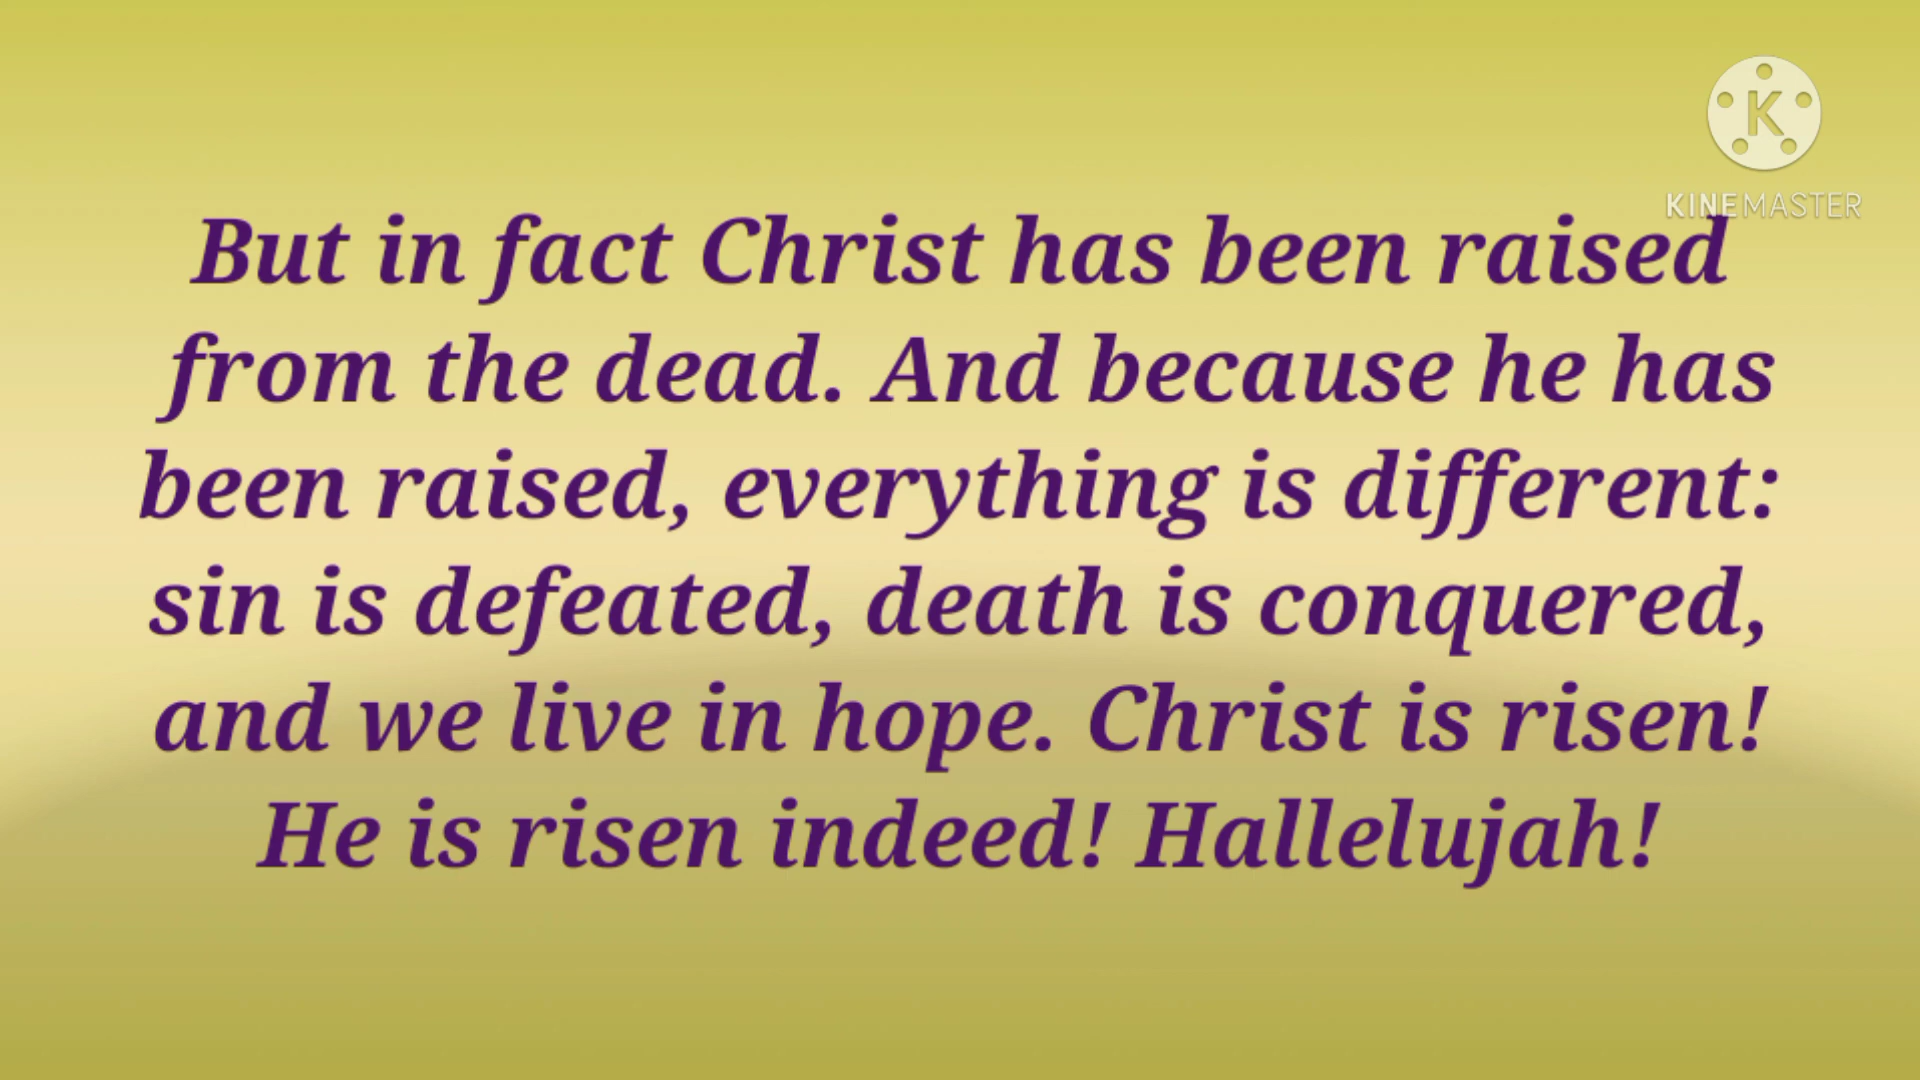 K
KINEMASTER
But in fact Christ has been raised
from the dead. And because he has
been raised, everything is different:
sin is defeated, death is conquered,
and we live in hope. Christ is risen!
He is risen indeed! Hallelujah!